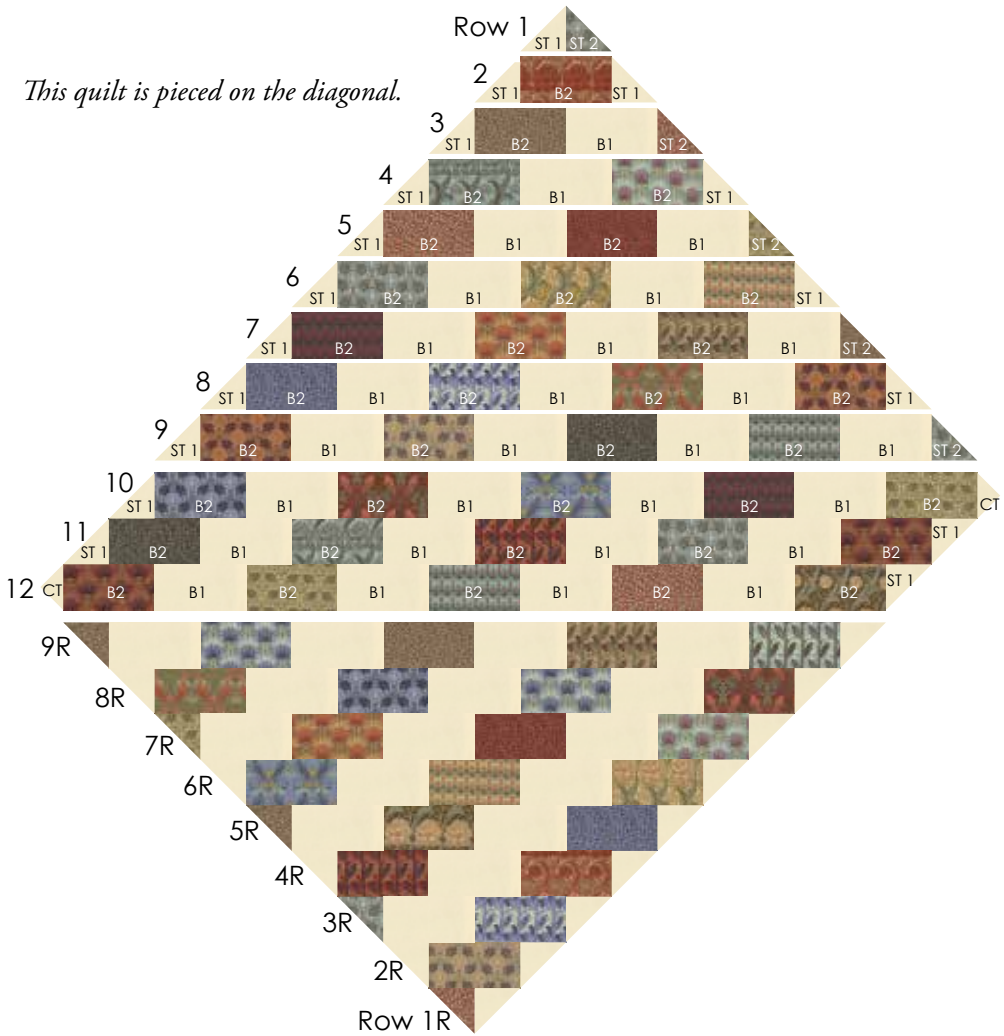 Row 1
ST 1 ST 2
This quilt is pieced on the diagonal.
2
ST 1 B2 ST 1
3
ST 1 B2 B1 ST 2
4
ST 1 B2 B1 B2 ST 1
5
ST 1 B2 B1 B2 B1 ST 2
6
ST 1 B2 B1 B2 B1 B2 ST 1
7
ST 1 B2 B1 B2 B1 B2 B1 ST 2
8
ST 1 B2 B1 B2 B1 B2 B1 B2 ST 1
9
ST 1 B2 B1 B2 B1 B2 B1 B2 B1 ST 2
10
ST 1 B2 B1 B2 B1 B2 B1 B2 B1 B2 CT
11
ST 1 B2 B1 B2 B1 B2 B1 B2 B1 B2 ST 1
12 CT B2 B1 B2 B1 B2 B1 B2 B1 B2 ST 1
9R
8R
7R
6R
5R
4R
3R
2R
Row 1R